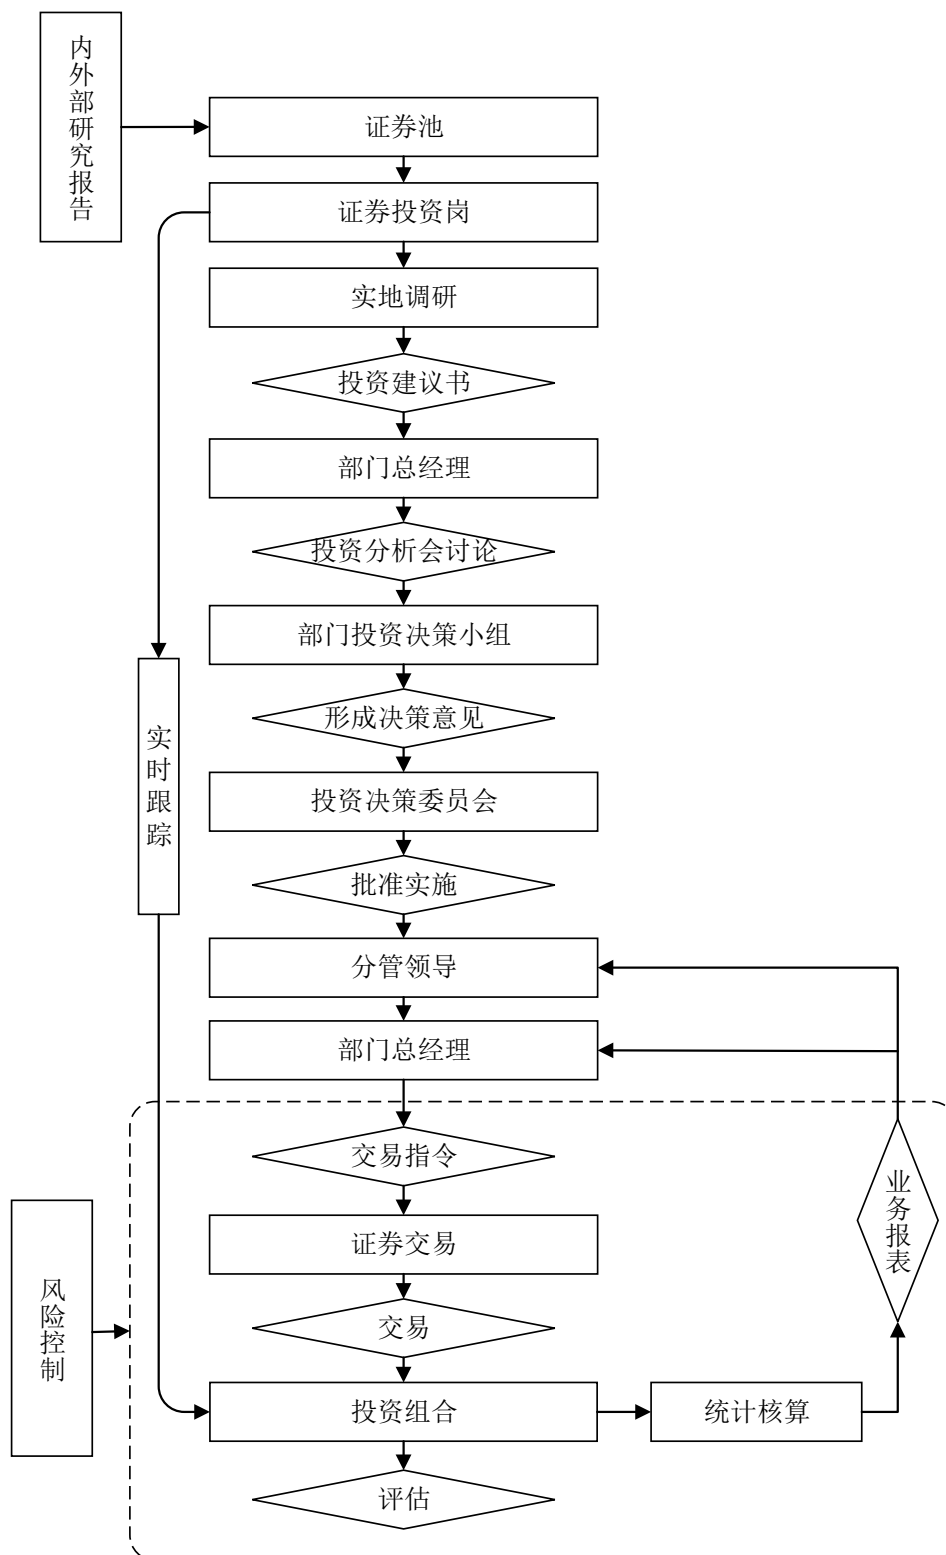 内外部研究报告
证券池
证券投资岗
实地调研
投资建议书
部门总经理
投资分析会讨论
部门投资决策小组
形成决策意见
实时跟踪
投资决策委员会
批准实施
分管领导
部门总经理
交易指令
业务报表
证券交易
风险控制
交易
投资组合
统计核算
评估